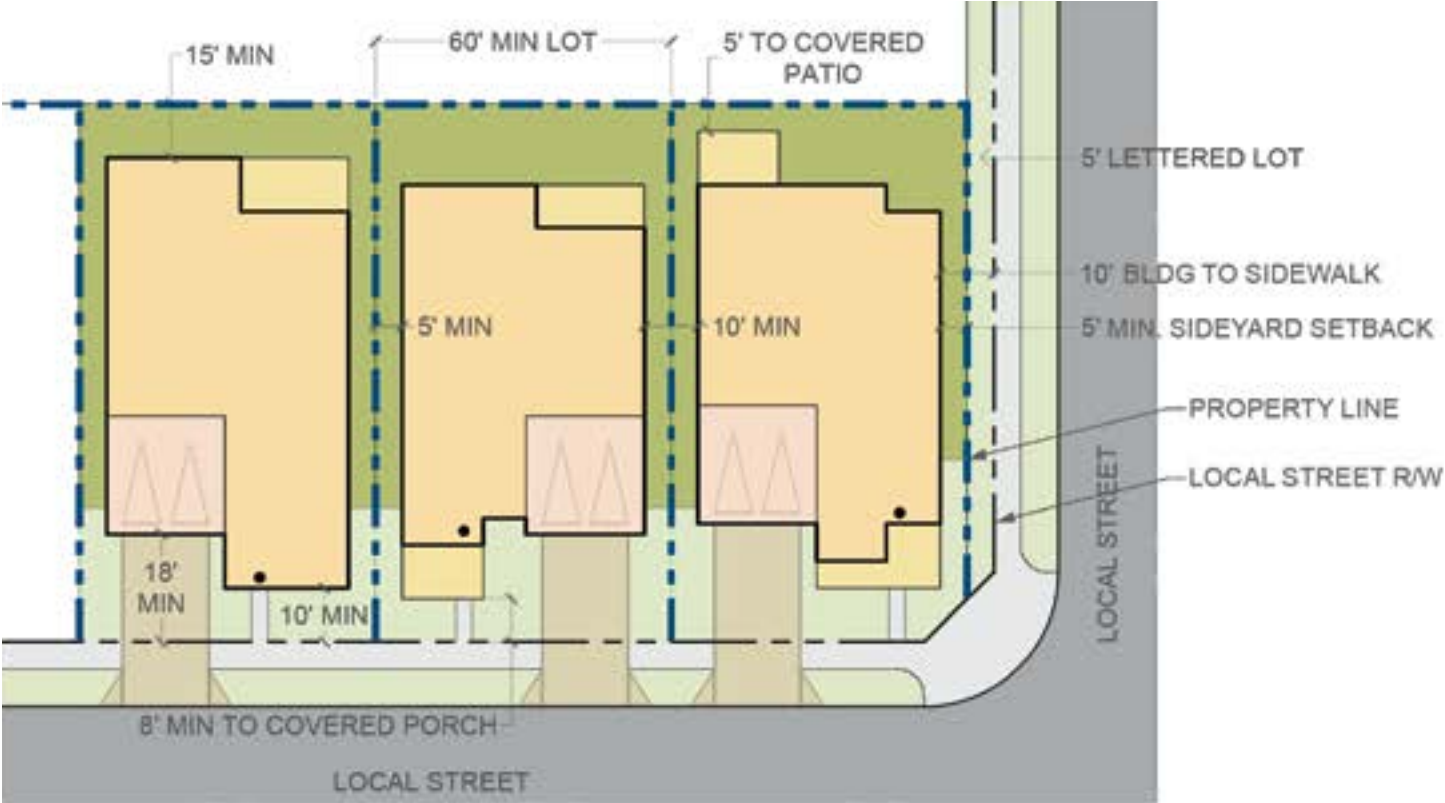 15' MIN
60' MIN LOT
5' TO COVERED
PATIO
5' LETTERED LOT
10' BLDG TO SIDEWALK
5' MIN
10' MIN
5' MIN. SIDEYARD SETBACK
PROPERTY LINE
LOCAL STREET R/W
LOCAL STREET
18'
MIN
10' MIN
8' MIN TO COVERED PORCH
LOCAL STREET